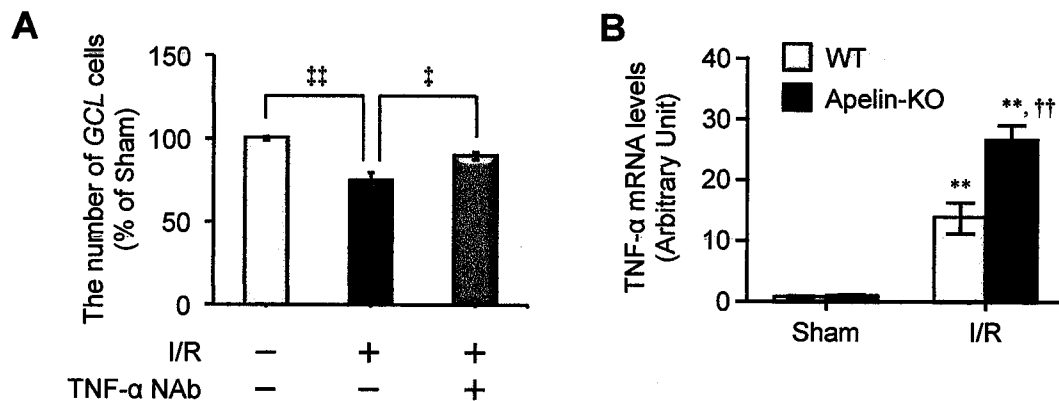 A
The number of GCL cells
(% of Sham)
150
100
50
0
‡‡
‡
I/R
− + +
TNF-α NAb
− − +
B
TNF-α mRNA levels
(Arbitrary Unit)
40
30
20
10
0
WT
Apelin-KO
**
**, ††
Sham
I/R